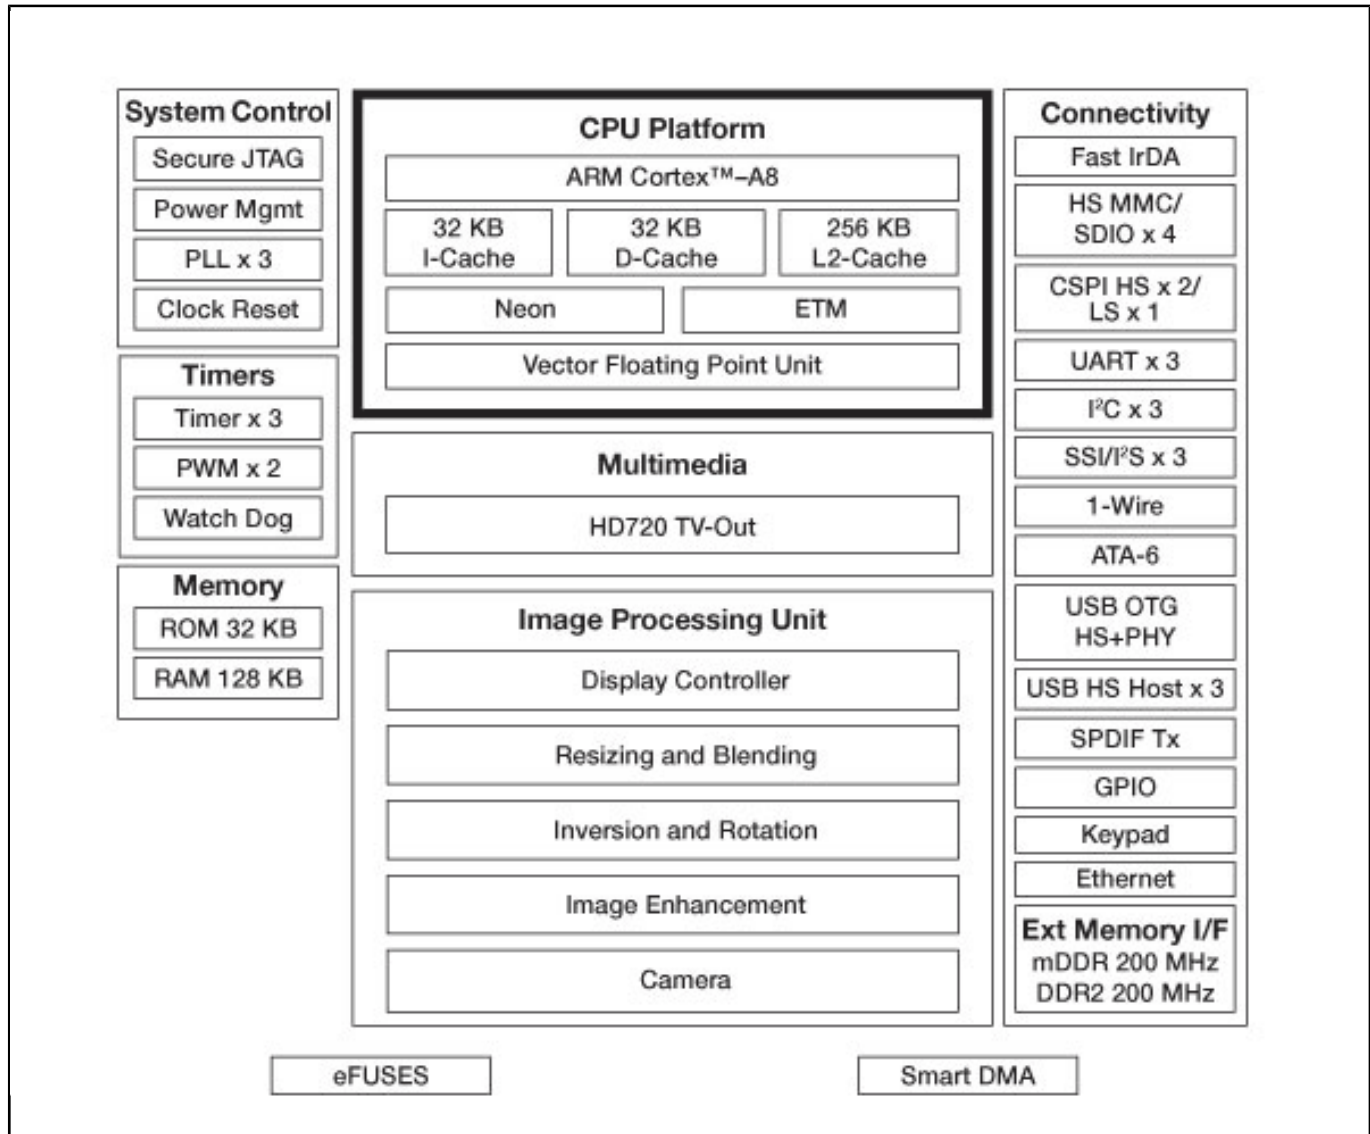 System Control
Secure JTAG
Power Mgmt
PLL x 3
Clock Reset
Timers
Timer x 3
PWM x 2
Watch Dog
Memory
ROM 32 KB
RAM 128 KB
CPU Platform
ARM Cortex™–A8
32 KB
I-Cache
32 KB
D-Cache
256 KB
L2-Cache
Neon
ETM
Vector Floating Point Unit
Multimedia
HD720 TV-Out
Image Processing Unit
Display Controller
Resizing and Blending
Inversion and Rotation
Image Enhancement
Camera
Connectivity
Fast IrDA
HS MMC/
SDIO x 4
CSPI HS x 2/
LS x 1
UART x 3
I²C x 3
SSI/I²S x 3
1-Wire
ATA-6
USB OTG
HS+PHY
USB HS Host x 3
SPDIF Tx
GPIO
Keypad
Ethernet
Ext Memory I/F
mDDR 200 MHz
DDR2 200 MHz
eFUSES
Smart DMA